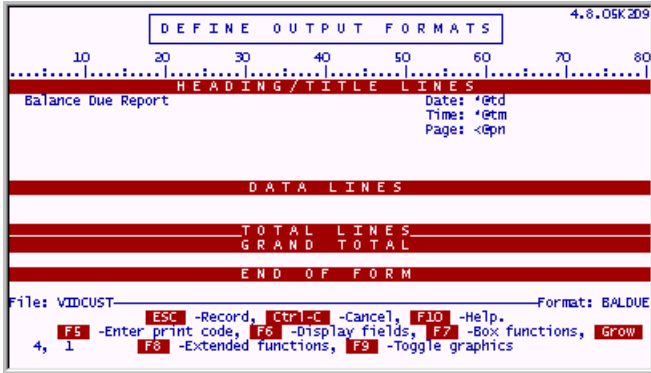 4.8.05K2D9
DEFINE OUTPUT FORMATS
10 20 30 40 50 60 70 80
HEADING/TITLE LINES
Balance Due Report Date: '@td
Time: '@tm
Page: <@pn
DATA LINES
TOTAL LINES
GRAND TOTAL
END OF FORM
File: VIDCUST Format: BALDUE
ESC -Record, Ctrl-C -Cancel, F10 -Help.
F5 -Enter print code, F6 -Display fields, F7 -Box functions, Grow
4, 1 F8 -Extended functions, F9 -Toggle graphics